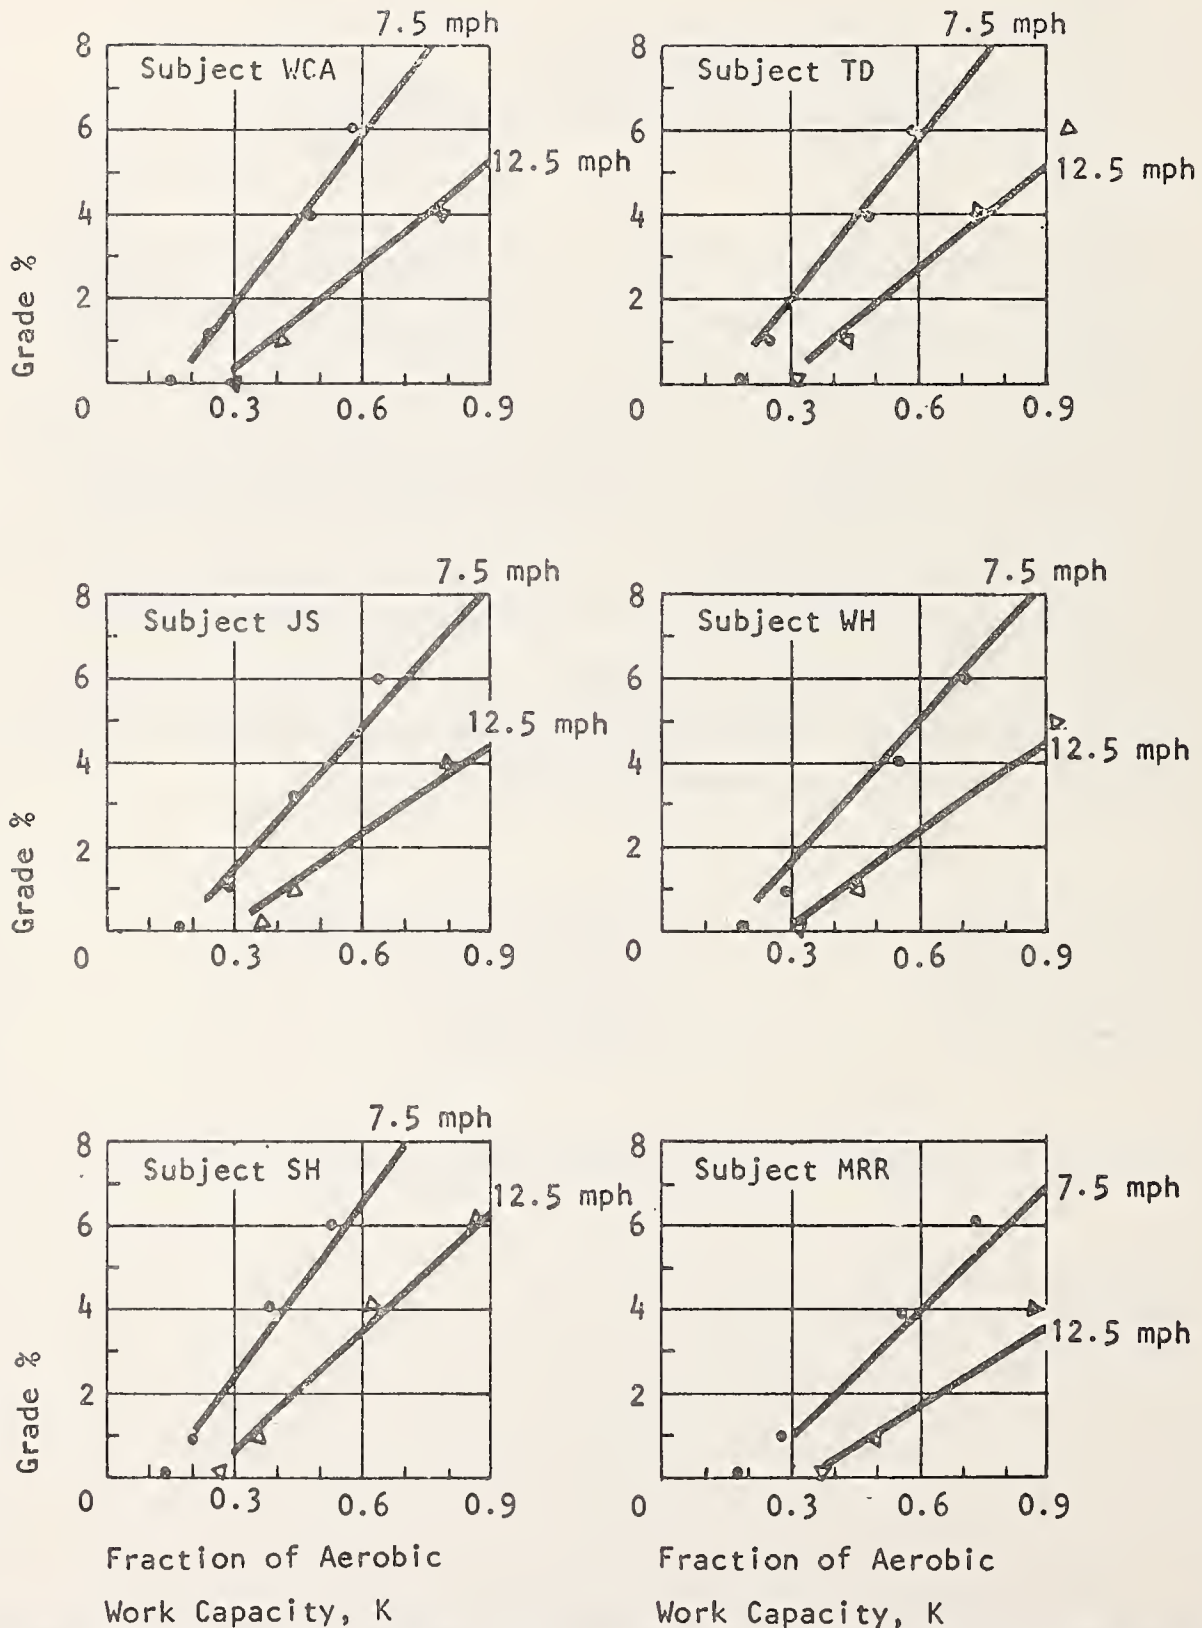 7.5 mph
8
Subject WCA
6
12.5 mph
4
2
Grade %
0 0.3 0.6 0.9
7.5 mph
Subject TD
8
6
12.5 mph
4
2
0 0.3 0.6 0.9
7.5 mph
8
Subject JS
6
12.5 mph
4
2
Grade %
0 0.3 0.6 0.9
7.5 mph
8
Subject WH
6
12.5 mph
4
2
0 0.3 0.6 0.9
7.5 mph
8
Subject SH
12.5 mph
6
4
2
Grade %
0 0.3 0.6 0.9
Fraction of Aerobic
Work Capacity, K
8
Subject MRR
7.5 mph
6
4
12.5 mph
2
0 0.3 0.6 0.9
Fraction of Aerobic
Work Capacity, K